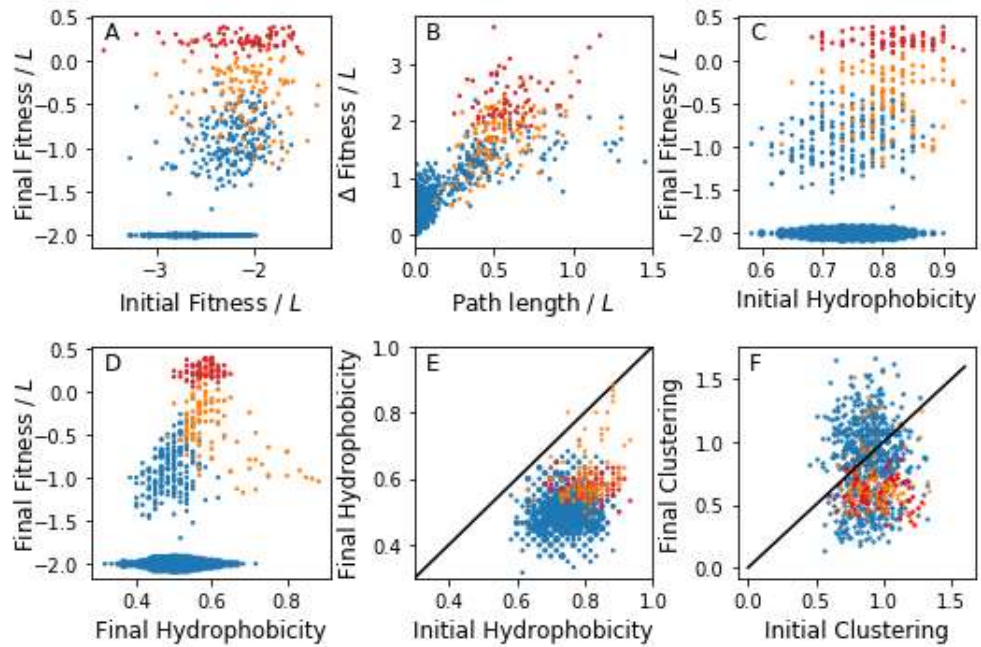 A
Final Fitness / L
0.5
0.0
−0.5
−1.0
−1.5
−2.0
−3
−2
Initial Fitness / L
B
Δ Fitness / L
3
2
1
0
0.0
0.5
1.0
1.5
Path length / L
C
Final Fitness / L
0.5
0.0
−0.5
−1.0
−1.5
−2.0
0.6
0.7
0.8
0.9
Initial Hydrophobicity
D
Final Fitness / L
0.5
0.0
−0.5
−1.0
−1.5
−2.0
0.4
0.6
0.8
Final Hydrophobicity
E
Final Hydrophobicity
1.0
0.8
0.6
0.4
0.4
0.6
0.8
1.0
Initial Hydrophobicity
F
Final Clustering
1.5
1.0
0.5
0.0
0.0
0.5
1.0
1.5
Initial Clustering